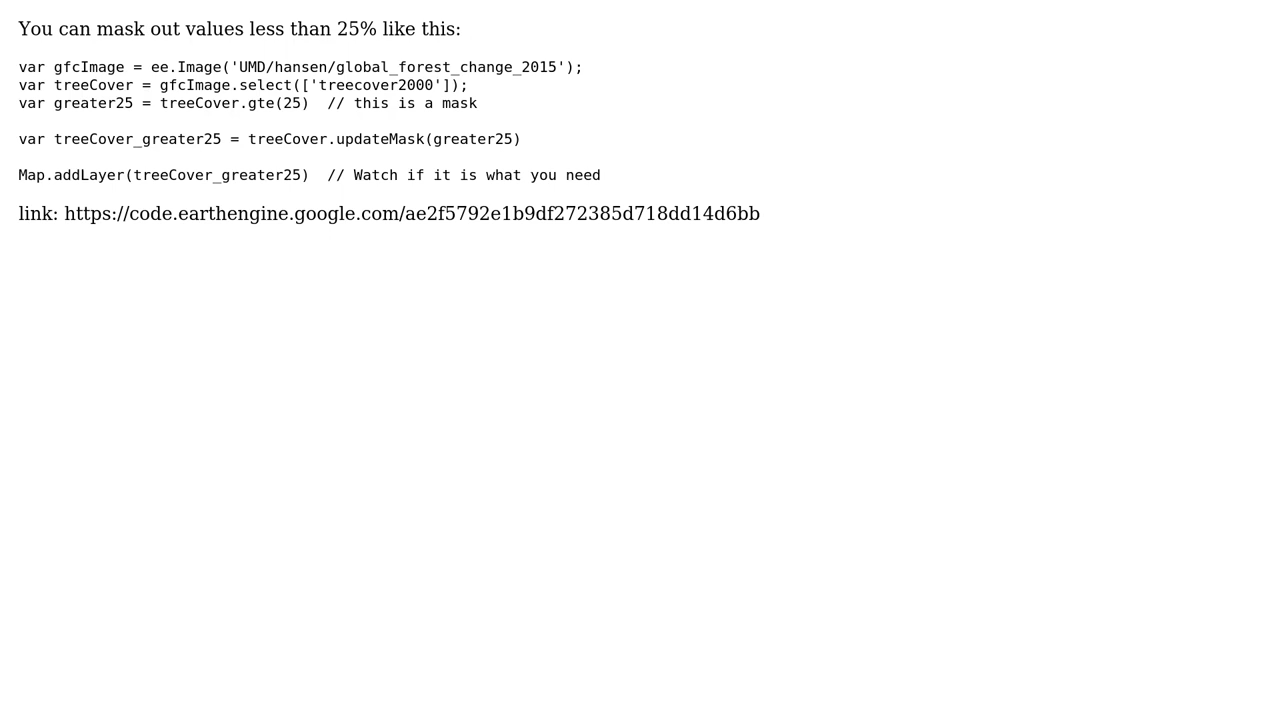 You can mask out values less than 25% like this:
var gfcImage = ee.Image('UMD/hansen/global_forest_change_2015');
var treeCover = gfcImage.select(['treecover2000']);
var greater25 = treeCover.gte(25)  // this is a mask
var treeCover_greater25 = treeCover.updateMask(greater25)
Map.addLayer(treeCover_greater25)  // Watch if it is what you need
link: https://code.earthengine.google.com/ae2f5792e1b9df272385d718dd14d6bb